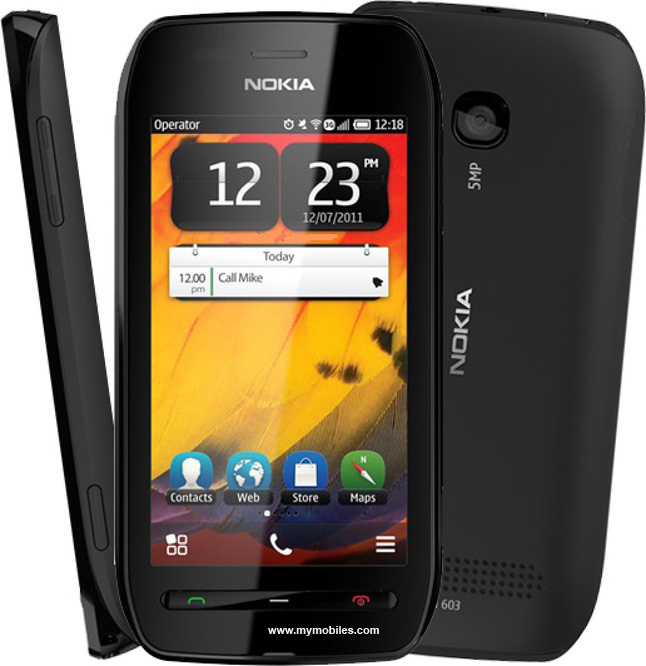 NOKIA
Operator
3G
12:18
12
23
PM
12/07/2011
Today
12.00
pm
Call Mike
N
Contacts
Web
Store
Maps
www.mymobiles.com
5MP
NOKIA
603